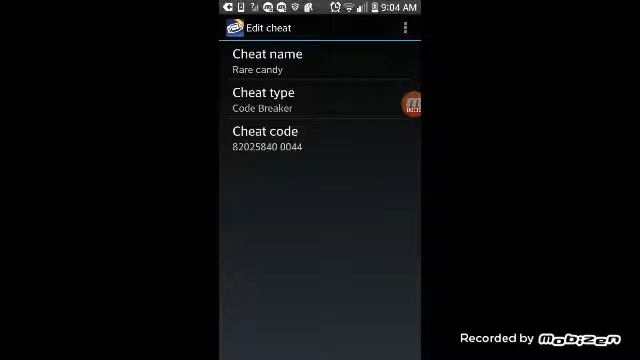 9:04 AM
Edit cheat
Cheat name
Rare candy
Cheat type
Code Breaker
Cheat code
82025840 0044
Recorded by Mobizen